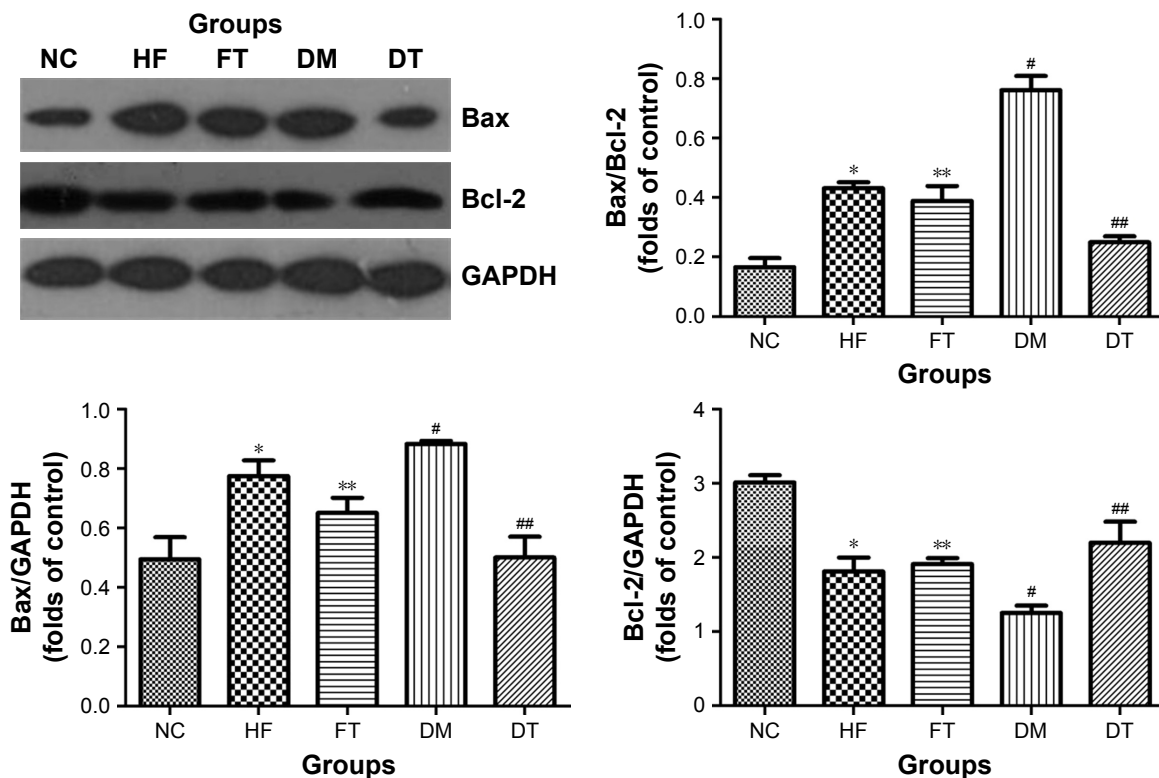 Groups
NC HF FT DM DT
Bax
Bcl-2
GAPDH
Bax/Bcl-2
(folds of control)
0.8
0.6
0.4
0.2
0.0
* ** # ##
NC HF FT DM DT
Groups
Bax/GAPDH
(folds of control)
1.0
0.8
0.6
0.4
0.2
0.0
* ** # ##
NC HF FT DM DT
Groups
Bcl-2/GAPDH
(folds of control)
4
3
2
1
0
* ** # ##
NC HF FT DM DT
Groups